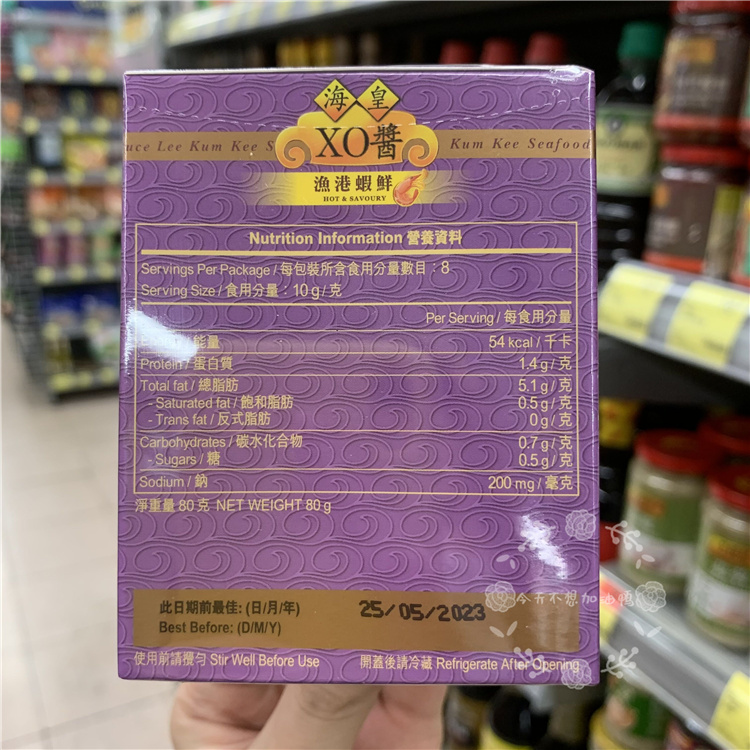 海皇
XO醬
uce Lee Kum Kee S
Kum Kee Seafood
漁港蝦鮮
HOT & SAVOURY
Nutrition Information 營養資料
Servings Per Package / 每包裝所含食用分量數目：8
Serving Size / 食用分量：10 g / 克
Per Serving / 每食用分量
能量 54 kcal / 千卡
Protein / 蛋白質 1.4 g / 克
Total fat / 總脂肪 5.1 g / 克
- Saturated fat / 飽和脂肪 0.5 g / 克
- Trans fat / 反式脂肪 0 g / 克
Carbohydrates / 碳水化合物 0.7 g / 克
- Sugars / 糖 0.5 g / 克
Sodium / 鈉 200 mg / 毫克
淨重量 80 克 NET WEIGHT 80 g
此日期前最佳: (日/月/年) 25/05/2023
Best Before: (D/M/Y)
今天不想加油鴨
使用前請攪勻 Stir Well Before Use 開蓋後請冷藏 Refrigerate After Opening